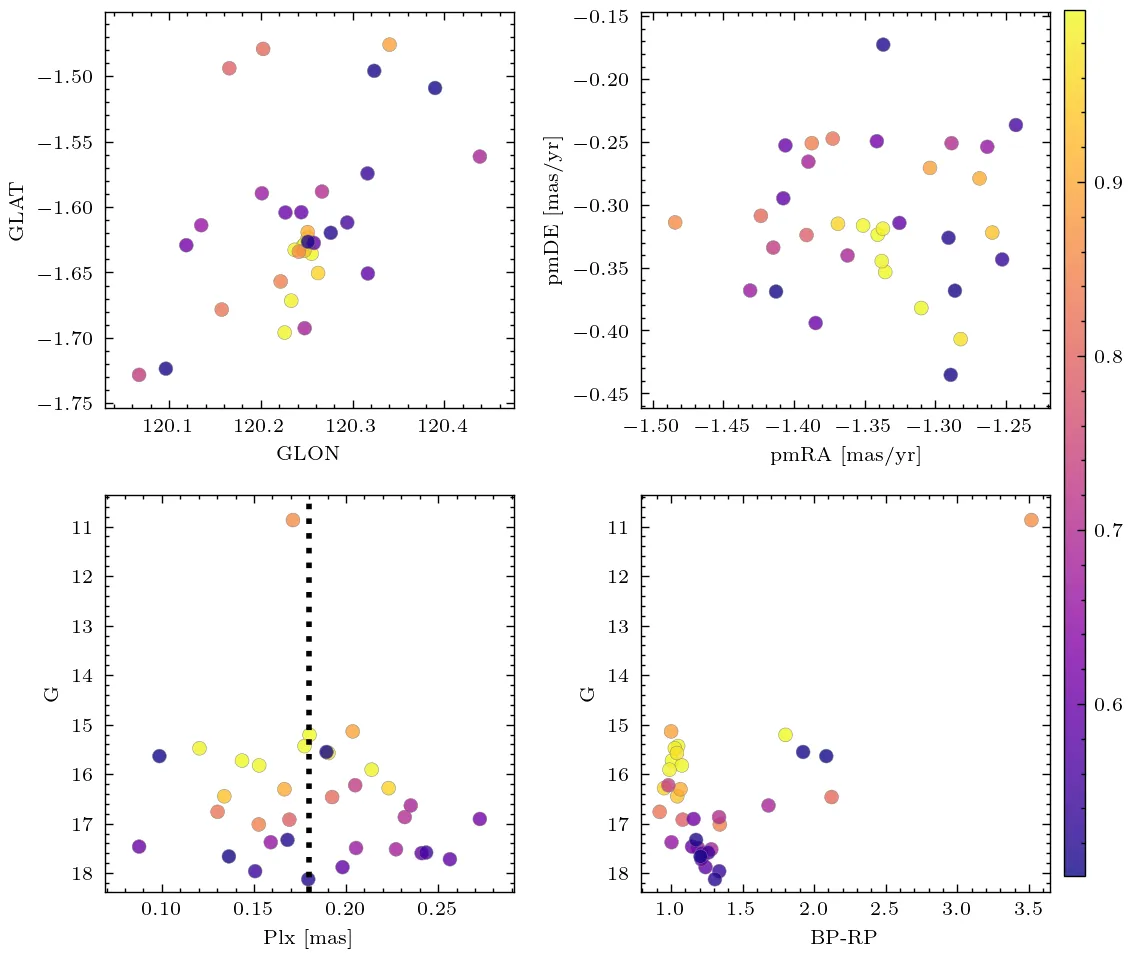 −1.50
−1.55
−1.60
−1.65
−1.70
−1.75
GLAT
120.1 120.2 120.3 120.4
GLON
−0.15
−0.20
−0.25
−0.30
−0.35
−0.40
−0.45
pmDE [mas/yr]
−1.50 −1.45 −1.40 −1.35 −1.30 −1.25
pmRA [mas/yr]
11
12
13
14
15
16
17
18
G
0.10 0.15 0.20 0.25
Plx [mas]
11
12
13
14
15
16
17
18
G
1.0 1.5 2.0 2.5 3.0 3.5
BP-RP
0.9
0.8
0.7
0.6